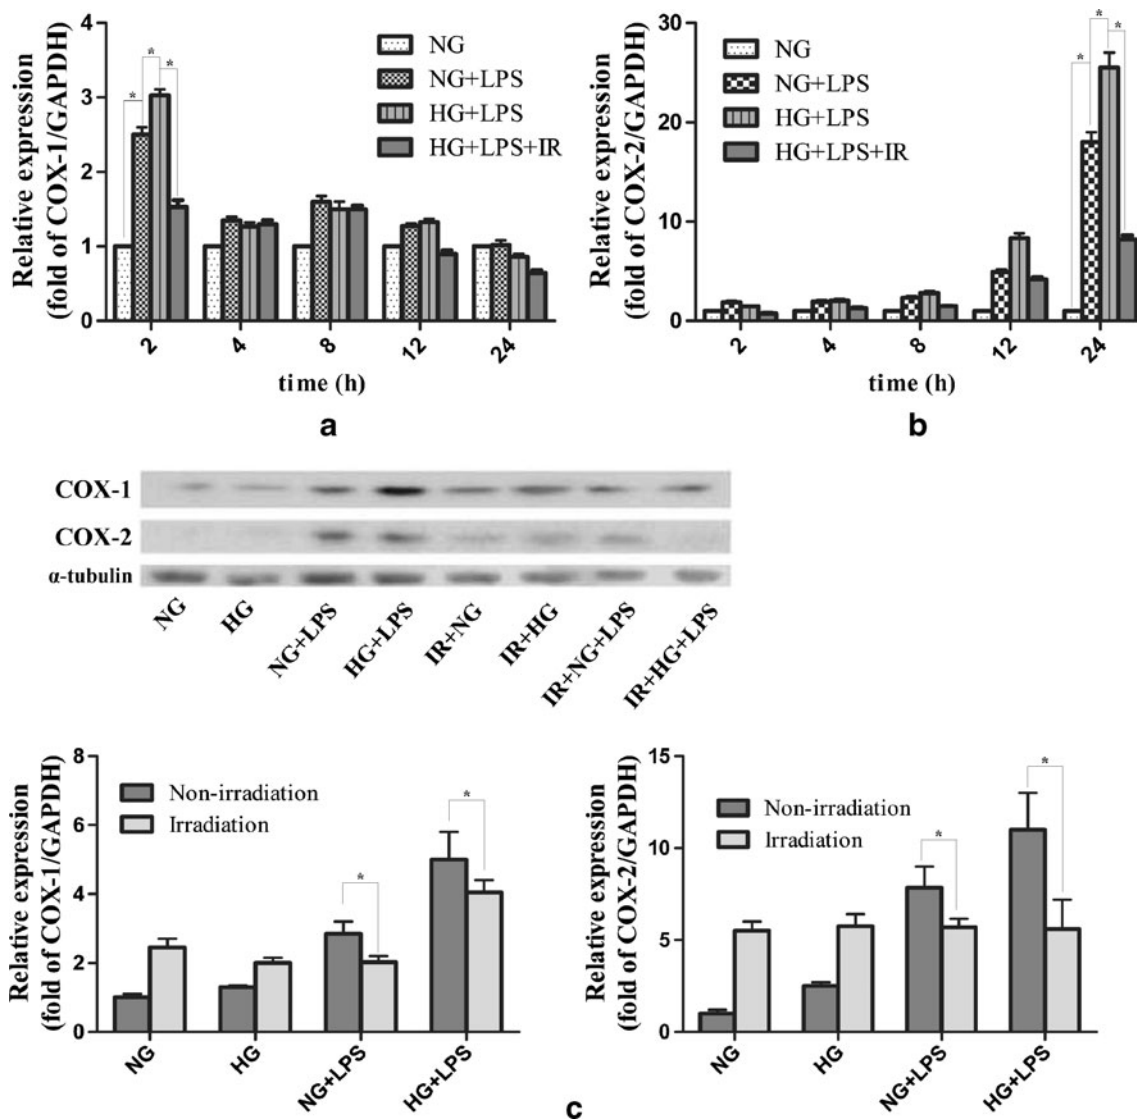 Relative expression
(fold of COX-1/GAPDH)
4
3
2
1
0
* * * *
NG
NG+LPS
HG+LPS
HG+LPS+IR
2 4 8 12 24
time (h)
a
Relative expression
(fold of COX-2/GAPDH)
30
20
10
0
* * * *
NG
NG+LPS
HG+LPS
HG+LPS+IR
2 4 8 12 24
time (h)
b
COX-1
COX-2
α-tubulin
NG HG NG+LPS HG+LPS IR+NG IR+HG IR+NG+LPS IR+HG+LPS
Relative expression
(fold of COX-1/GAPDH)
8
6
4
2
0
Non-irradiation
Irradiation
* *
NG HG NG+LPS HG+LPS
Relative expression
(fold of COX-2/GAPDH)
15
10
5
0
Non-irradiation
Irradiation
* *
NG HG NG+LPS HG+LPS
c